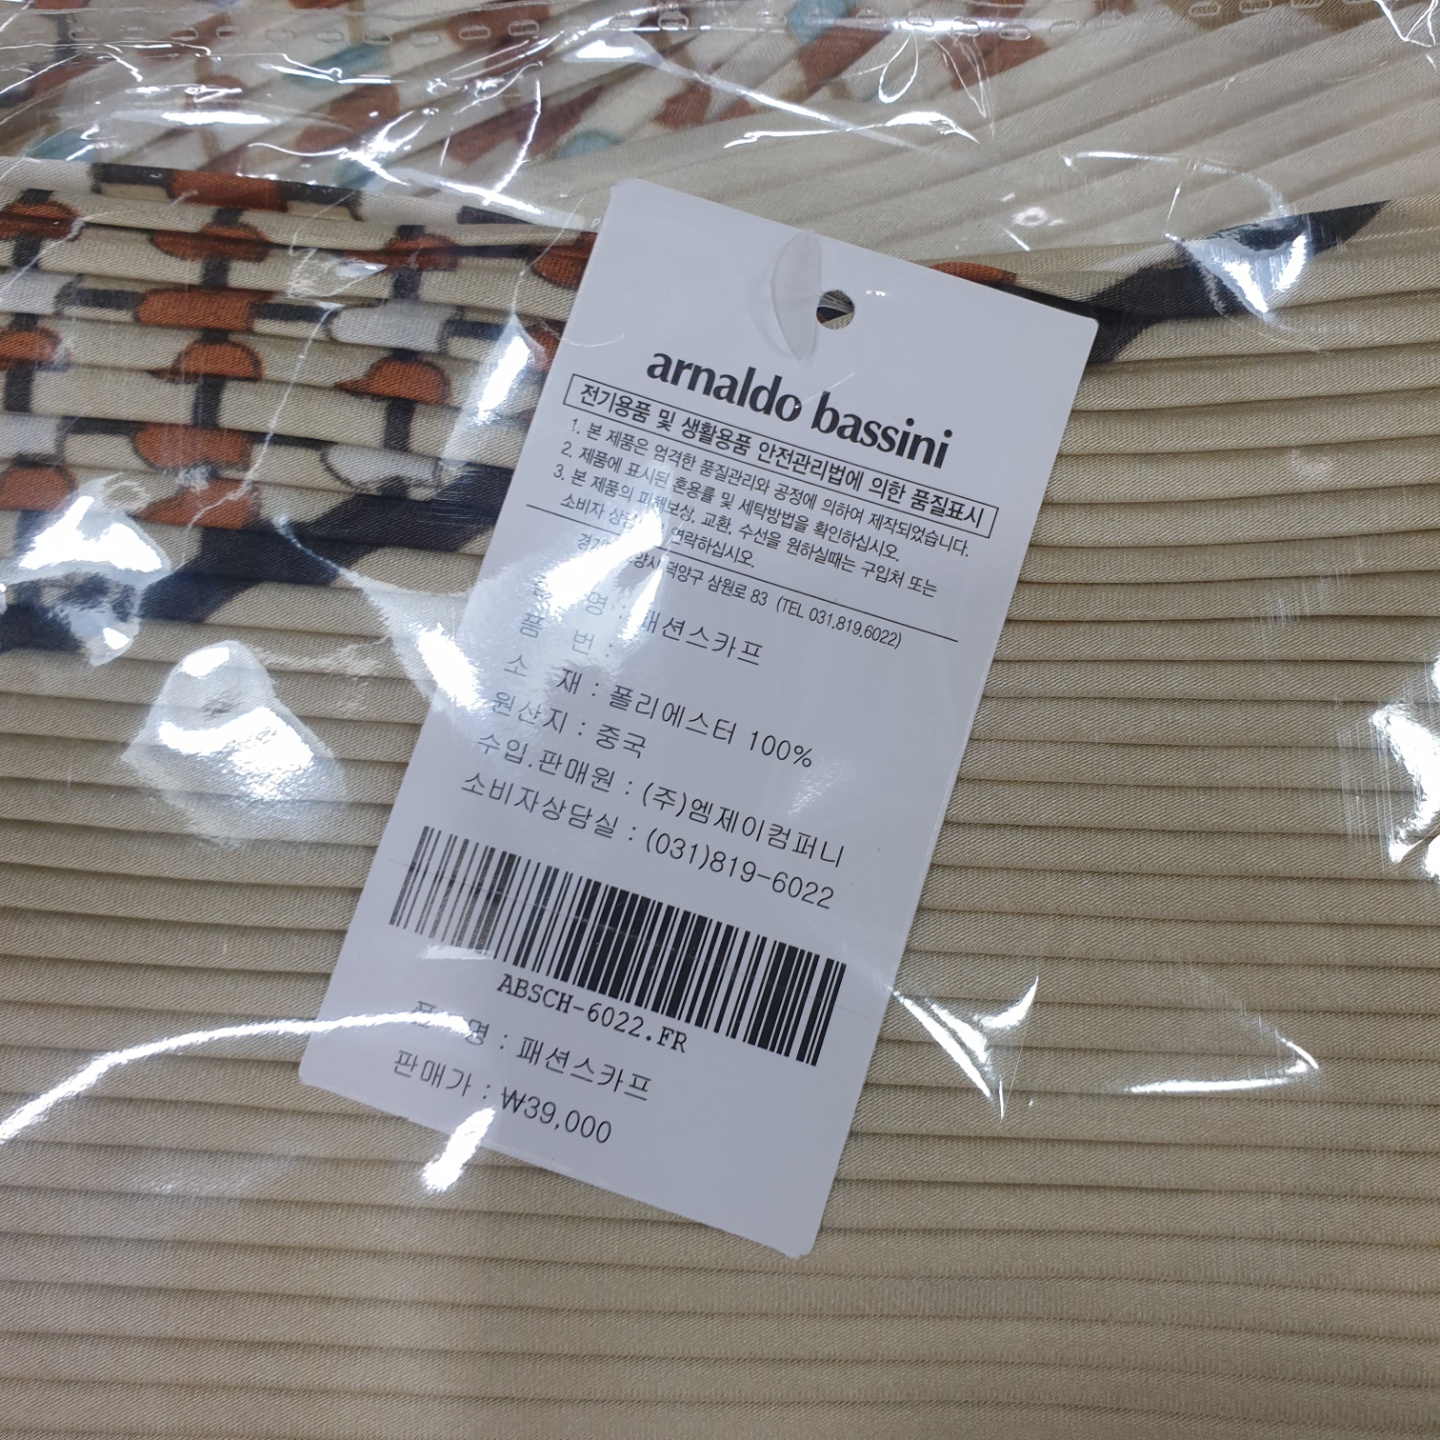 arnaldo bassini
전기용품 및 생활용품 안전관리법에 의한 품질표시
1. 본 제품은 엄격한 품질관리와 공정에 의하여 제작되었습니다.
2. 제품에 표시된 혼용률 및 세탁방법을 확인하십시오.
3. 본 제품의 피해보상, 교환, 수선을 원하실때는 구입처 또는
소비자 연락하십시오.
덕양구 삼원로 83 (TEL 031.819.6022)
명 : 패션스카프
품 번 :
소 재 : 폴리에스터 100%
원산지 : 중국
수입.판매원 : (주)엠제이컴퍼니
소비자상담실 : (031)819-6022
ABSCH-6022.FR
명 : 패션스카프
판매가 : ₩39,000